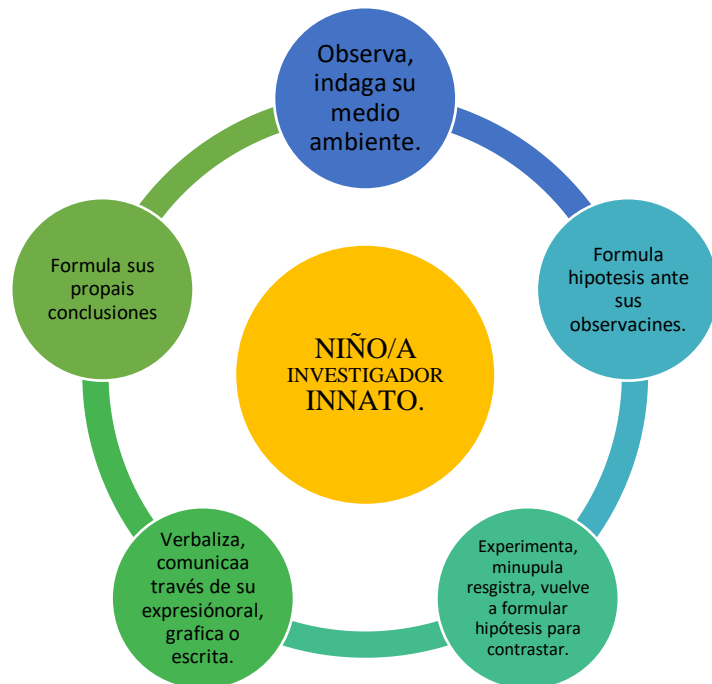 Observa,
indaga su
medio
ambiente.
Formula
hipotesis ante
sus
observacines.
Experimenta,
minupula
resgistra, vuelve
a formular
hipótesis para
contrastar.
Verbaliza,
comunicaa
través de su
expresiónoral,
grafica o
escrita.
Formula sus
propais
conclusiones
NIÑO/A
INVESTIGADOR
INNATO.